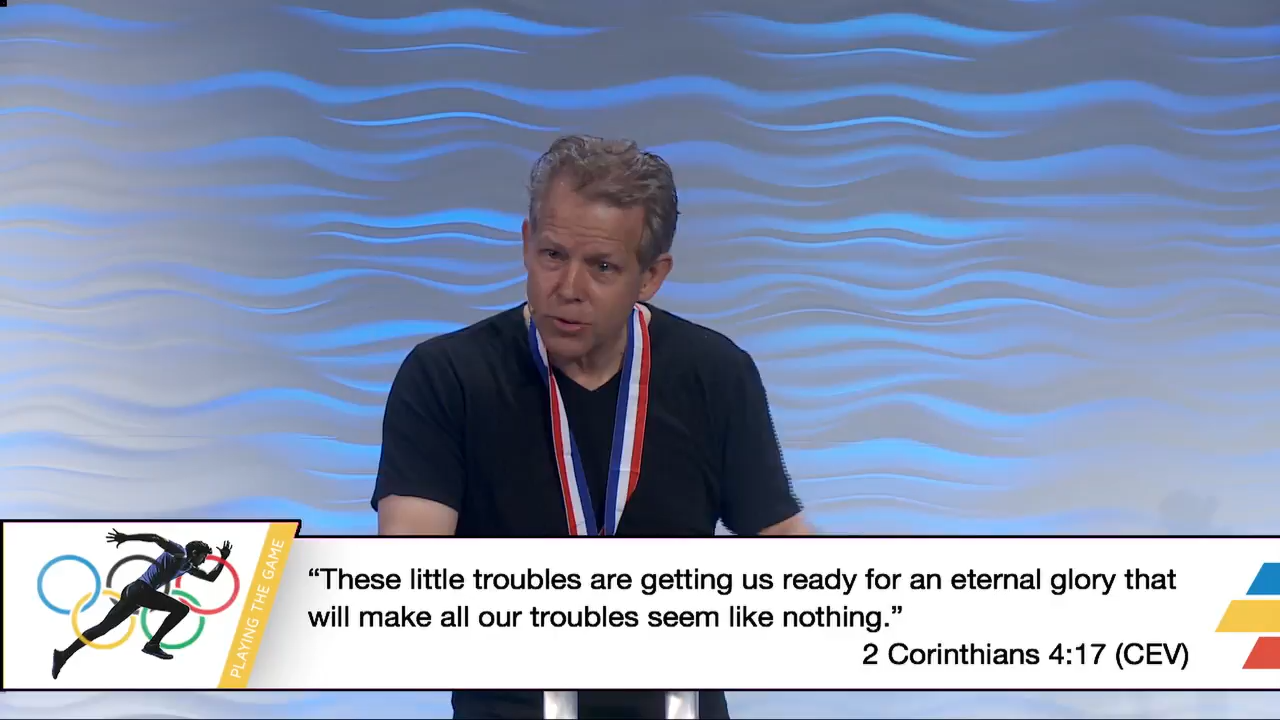 PLAYING THE GAME
“These little troubles are getting us ready for an eternal glory that
will make all our troubles seem like nothing.”
2 Corinthians 4:17 (CEV)